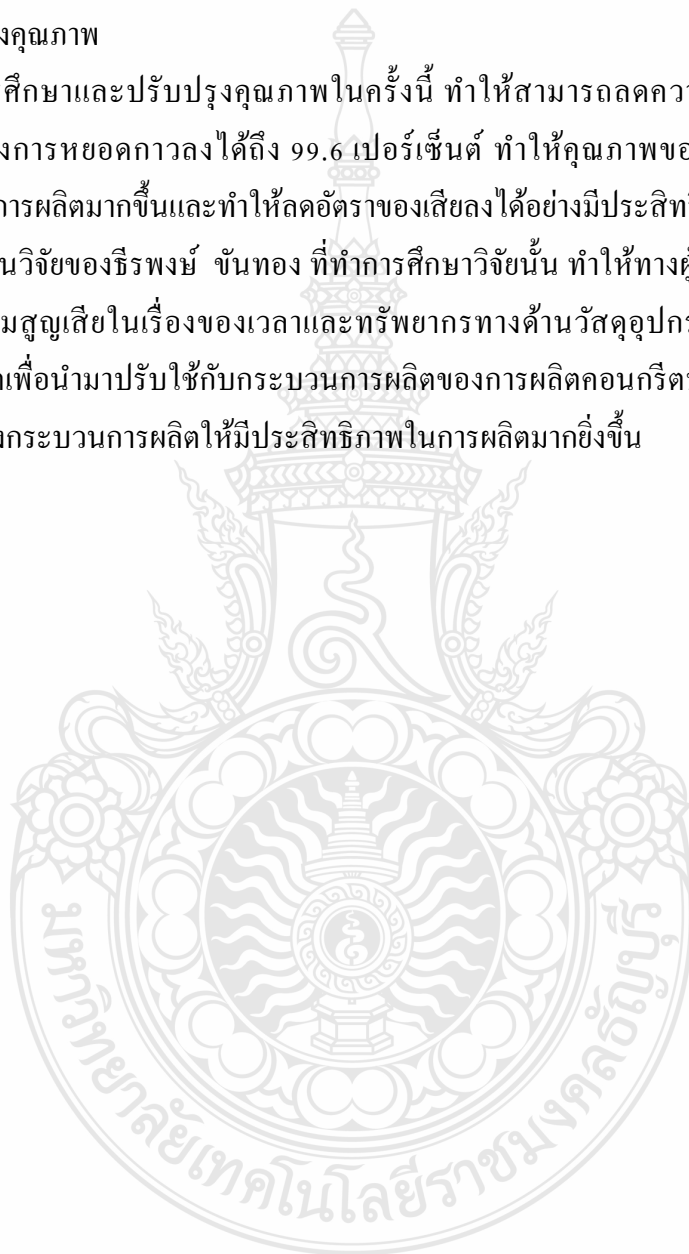 งคุณภาพ
ศึกษาและปรับปรุงคุณภาพในครั้งนี้ ทำให้สามารถลดควา
งการหยอดกาวลงได้ถึง 99.6 เปอร์เซ็นต์ ทำให้คุณภาพขอ
การผลิตมากขึ้นและทำให้ลดอัตราของเสียลงได้อย่างมีประสิทธิ
นวิจัยของธีรพงษ์ ขันทอง ที่ทำการศึกษาวิจัยนั้น ทำให้ทางผู้
มสูญเสียในเรื่องของเวลาและทรัพยากรทางด้านวัสดุอุปกร
เพื่อนำมาปรับใช้กับกระบวนการผลิตของการผลิตคอนกรีต
งกระบวนการผลิตให้มีประสิทธิภาพในการผลิตมากยิ่งขึ้น
มหาวิทยาลัยเทคโนโลยีราชมงคลธัญบุรี